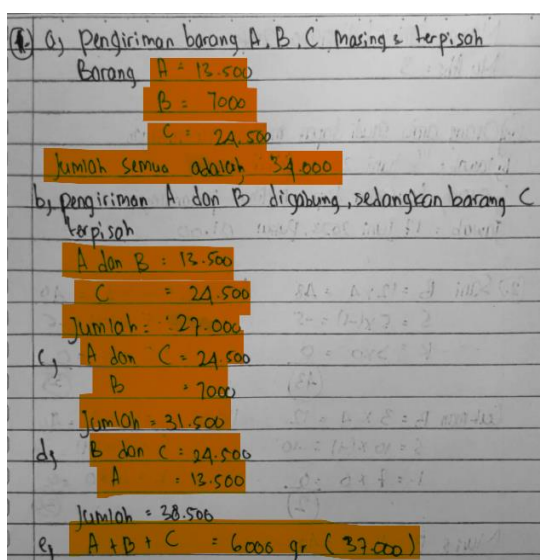 1. a) Pengiriman barang A, B, C masing2 terpisah
Barang A = 13.500
B = 7000
C = 24.500
Jumlah semua adalah 34.000
b) pengiriman A dan B digabung, sedangkan barang C
terpisah
A dan B = 13.500
C = 24.500
Jumlah = 27.000
c) A dan C = 24.500
B = 7000
Jumlah = 31.500
d) B dan C = 24.500
A = 13.500
Jumlah = 38.500
e) A + B + C = 6000 gr (37.000)